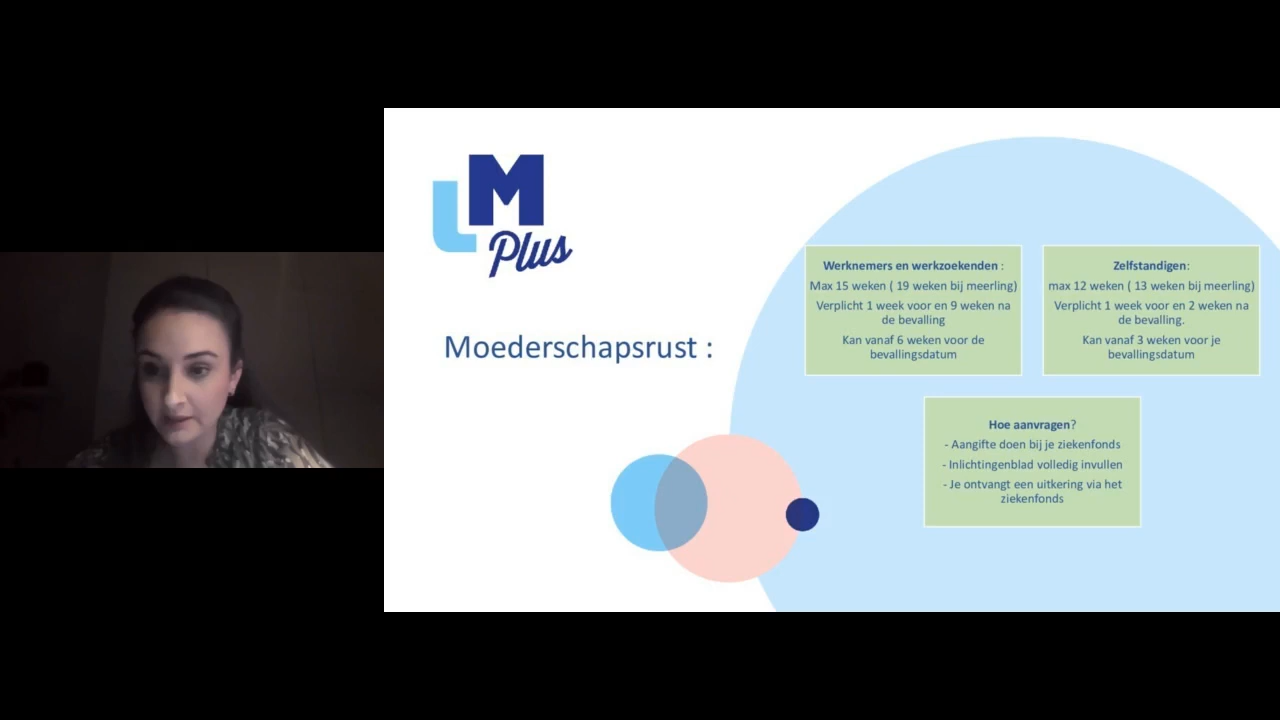 LM
Plus
Moederschapsrust :
Werknemers en werkzoekenden :
Max 15 weken ( 19 weken bij meerling)
Verplicht 1 week voor en 9 weken na
de bevalling
Kan vanaf 6 weken voor de
bevallingsdatum
Zelfstandigen:
max 12 weken ( 13 weken bij meerling)
Verplicht 1 week voor en 2 weken na
de bevalling.
Kan vanaf 3 weken voor je
bevallingsdatum
Hoe aanvragen?
- Aangifte doen bij je ziekenfonds
- Inlichtingenblad volledig invullen
- Je ontvangt een uitkering via het
ziekenfonds